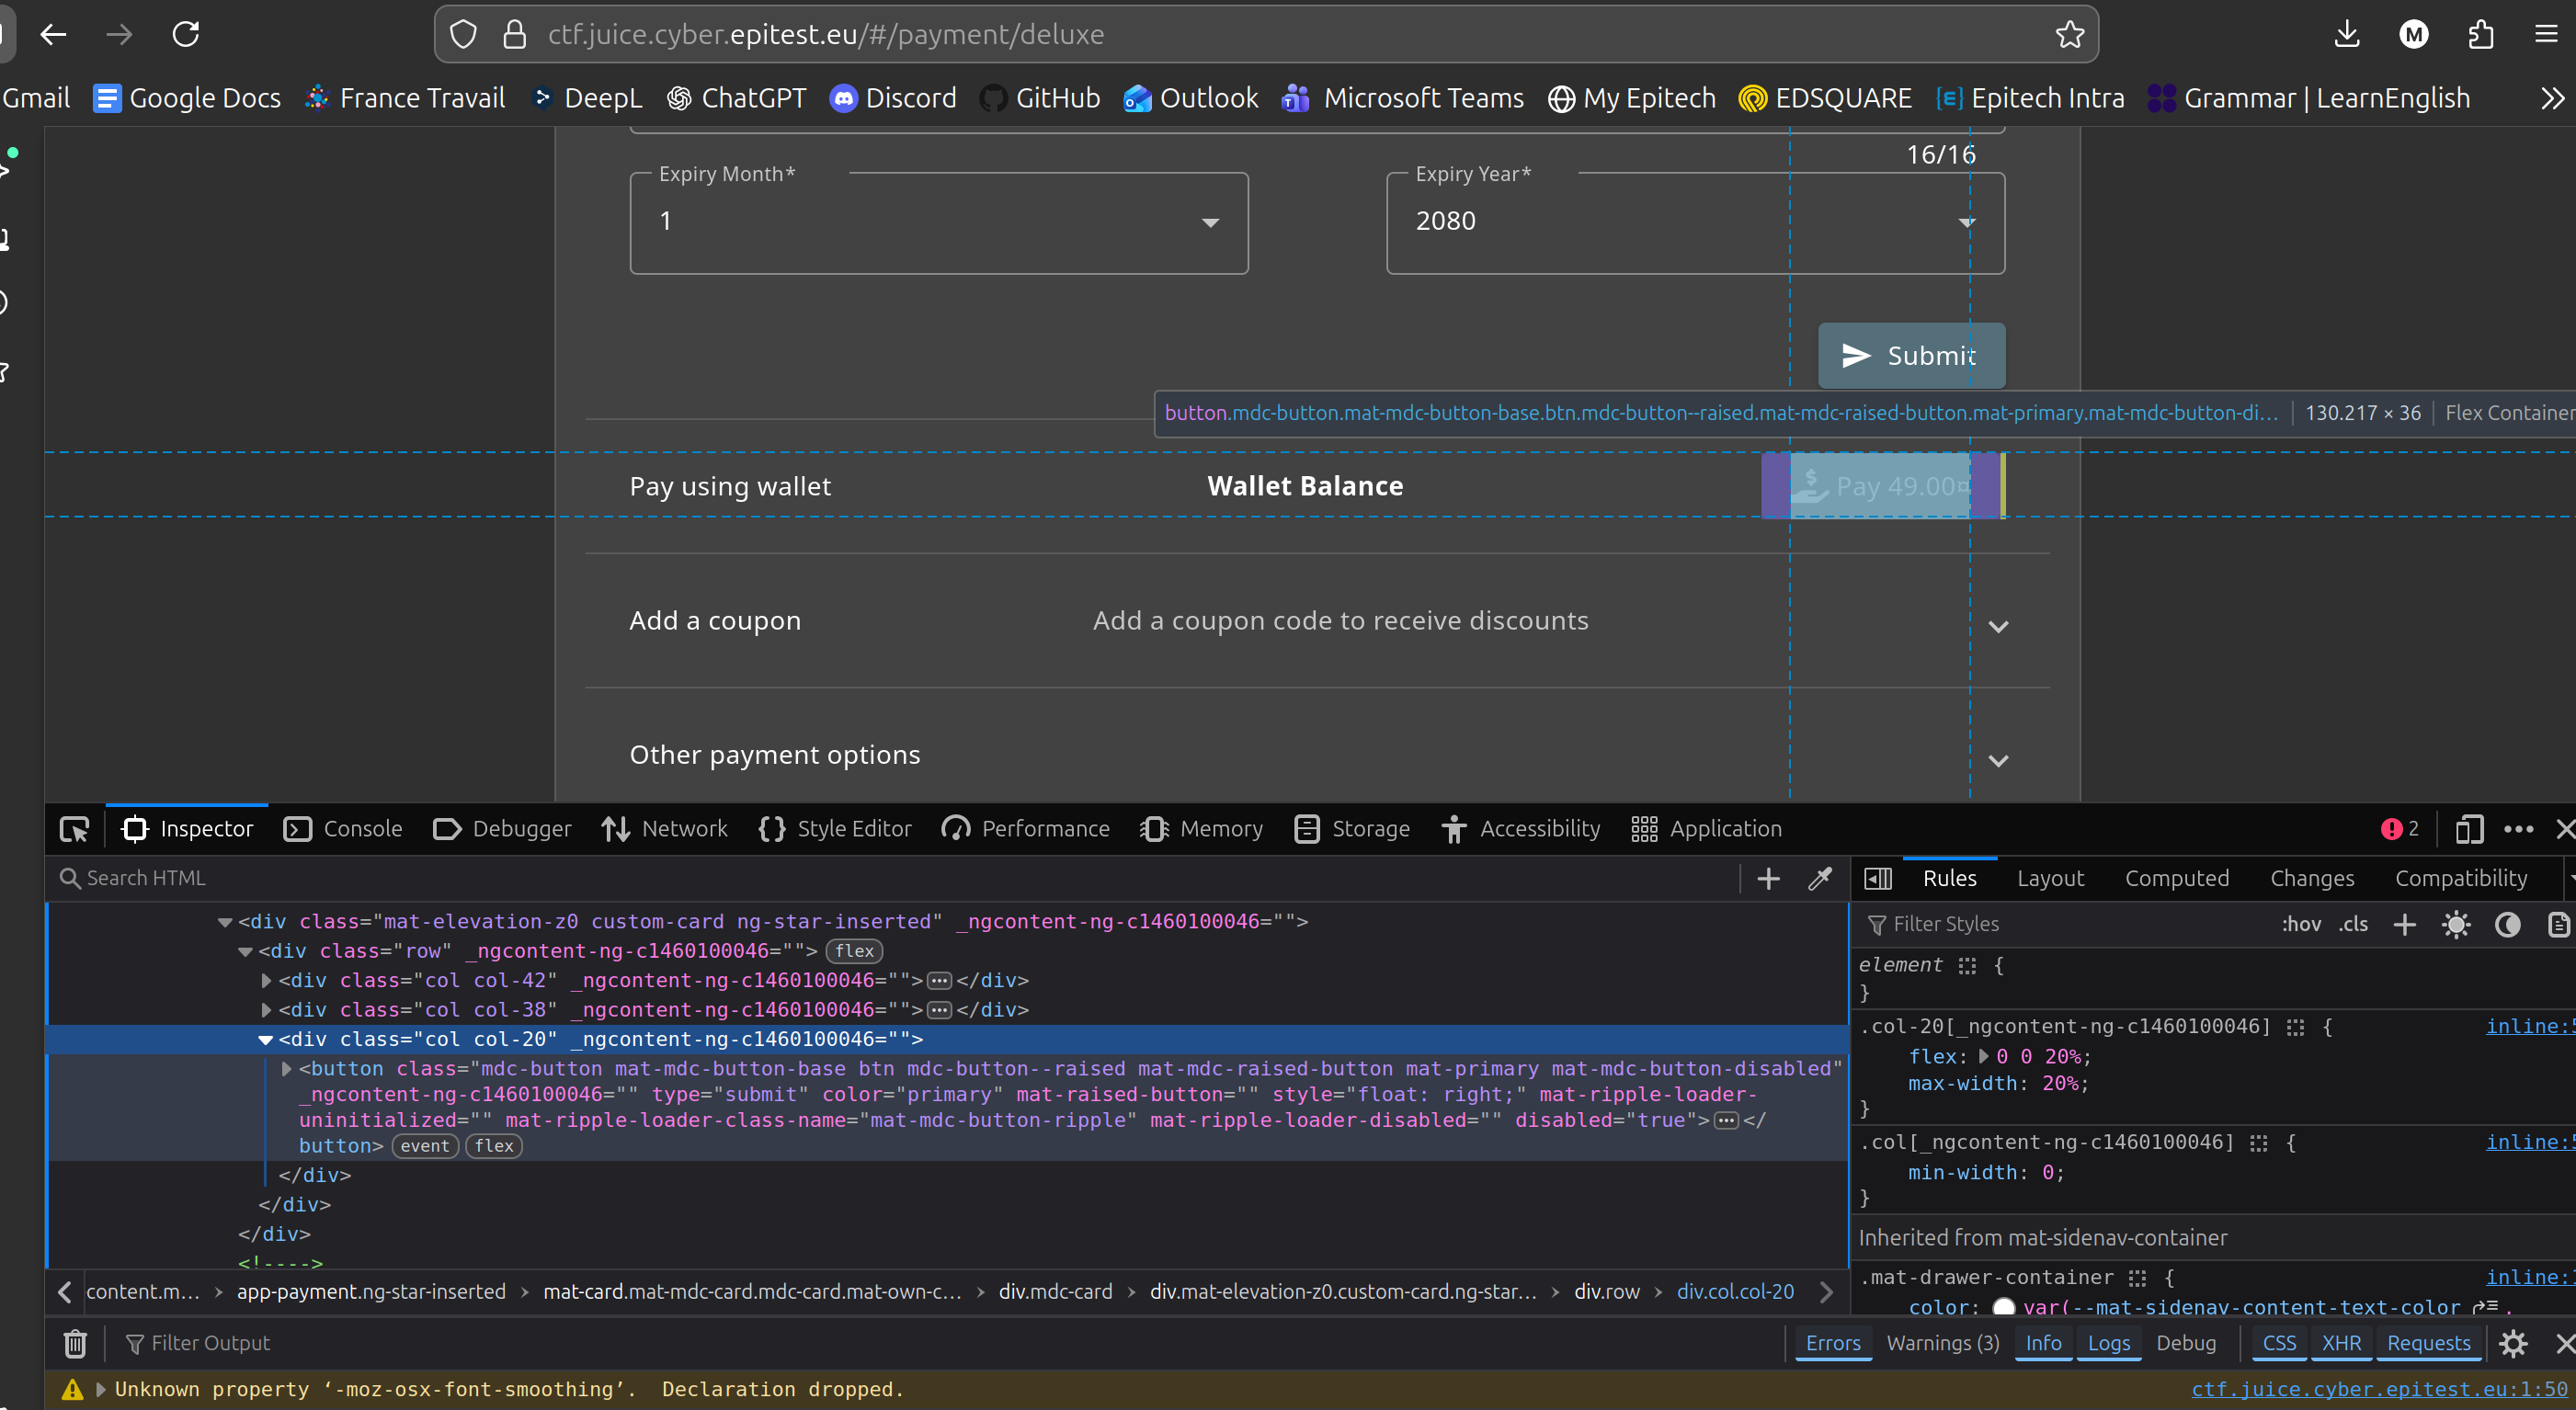 ctf.juice.cyber.epitest.eu/#/payment/deluxe
M
Gmail Google Docs France Travail DeepL ChatGPT Discord GitHub Outlook Microsoft Teams My Epitech EDSQUARE Epitech Intra Grammar | LearnEnglish
16/16
Expiry Month* Expiry Year*
1 2080
Submit
button.mdc-button.mat-mdc-button-base.btn.mdc-button--raised.mat-mdc-raised-button.mat-primary.mat-mdc-button-di… 130.217 × 36 Flex Container
Pay using wallet Wallet Balance Pay 49.00¤
Add a coupon Add a coupon code to receive discounts
Other payment options
Inspector Console Debugger Network Style Editor Performance Memory Storage Accessibility Application 2
Search HTML
Rules Layout Computed Changes Compatibility
Filter Styles :hov .cls
<div class="mat-elevation-z0 custom-card ng-star-inserted" _ngcontent-ng-c1460100046="">
<div class="row" _ngcontent-ng-c1460100046=""> flex
<div class="col col-42" _ngcontent-ng-c1460100046="">…</div>
<div class="col col-38" _ngcontent-ng-c1460100046="">…</div>
<div class="col col-20" _ngcontent-ng-c1460100046="">
<button class="mdc-button mat-mdc-button-base btn mdc-button--raised mat-mdc-raised-button mat-primary mat-mdc-button-disabled"
_ngcontent-ng-c1460100046="" type="submit" color="primary" mat-raised-button="" style="float: right;" mat-ripple-loader-
uninitialized="" mat-ripple-loader-class-name="mat-mdc-button-ripple" mat-ripple-loader-disabled="" disabled="true">…</
button> event flex
</div>
</div>
</div>
<!---->
element {
}
.col-20[_ngcontent-ng-c1460100046] { inline:5
flex: 0 0 20%;
max-width: 20%;
}
.col[_ngcontent-ng-c1460100046] { inline:5
min-width: 0;
}
Inherited from mat-sidenav-container
.mat-drawer-container { inline:
color: var(--mat-sidenav-content-text-color
content.m… app-payment.ng-star-inserted mat-card.mat-mdc-card.mdc-card.mat-own-c… div.mdc-card div.mat-elevation-z0.custom-card.ng-star… div.row div.col.col-20
Filter Output Errors Warnings (3) Info Logs Debug CSS XHR Requests
Unknown property ‘-moz-osx-font-smoothing’. Declaration dropped. ctf.juice.cyber.epitest.eu:1:50